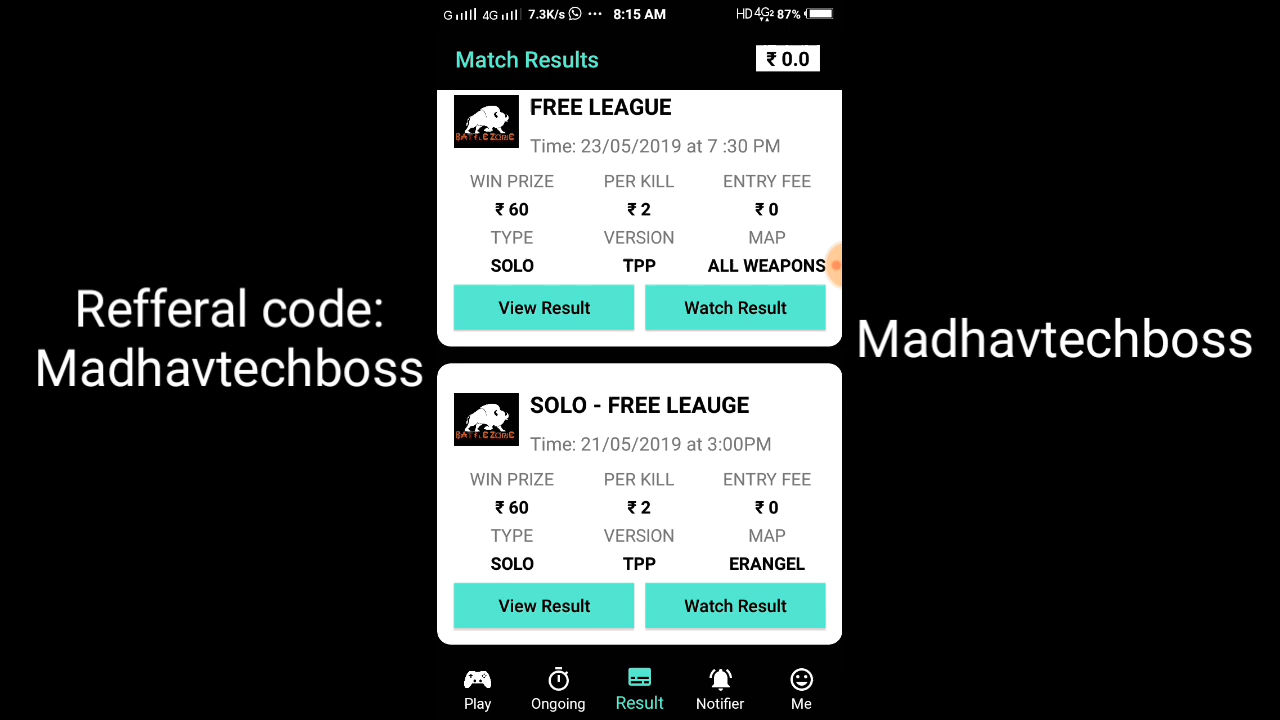 G 4G 7.3K/s ••• 8:15 AM HD 4G 2 87%
Match Results ₹ 0.0
FREE LEAGUE
Time: 23/05/2019 at 7 :30 PM
WIN PRIZE PER KILL ENTRY FEE
₹ 60 ₹ 2 ₹ 0
TYPE VERSION MAP
SOLO TPP ALL WEAPONS
View Result Watch Result
Refferal code:
Madhavtechboss
Madhavtechboss
BATTLE ZONE
SOLO - FREE LEAUGE
Time: 21/05/2019 at 3:00PM
WIN PRIZE PER KILL ENTRY FEE
₹ 60 ₹ 2 ₹ 0
TYPE VERSION MAP
SOLO TPP ERANGEL
View Result Watch Result
Play Ongoing Result Notifier Me